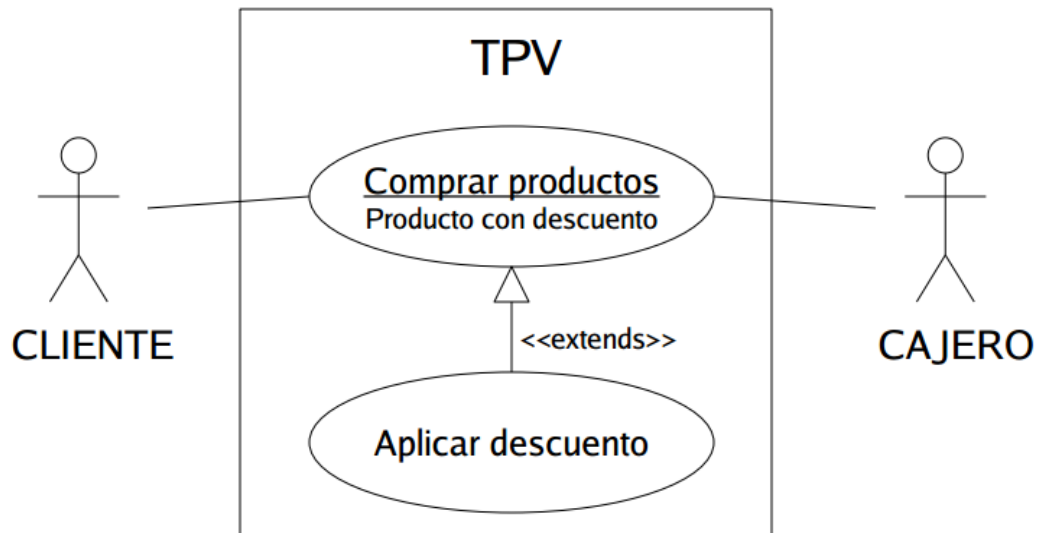 TPV
Comprar productos
Producto con descuento
<<extends>>
CLIENTE
CAJERO
Aplicar descuento